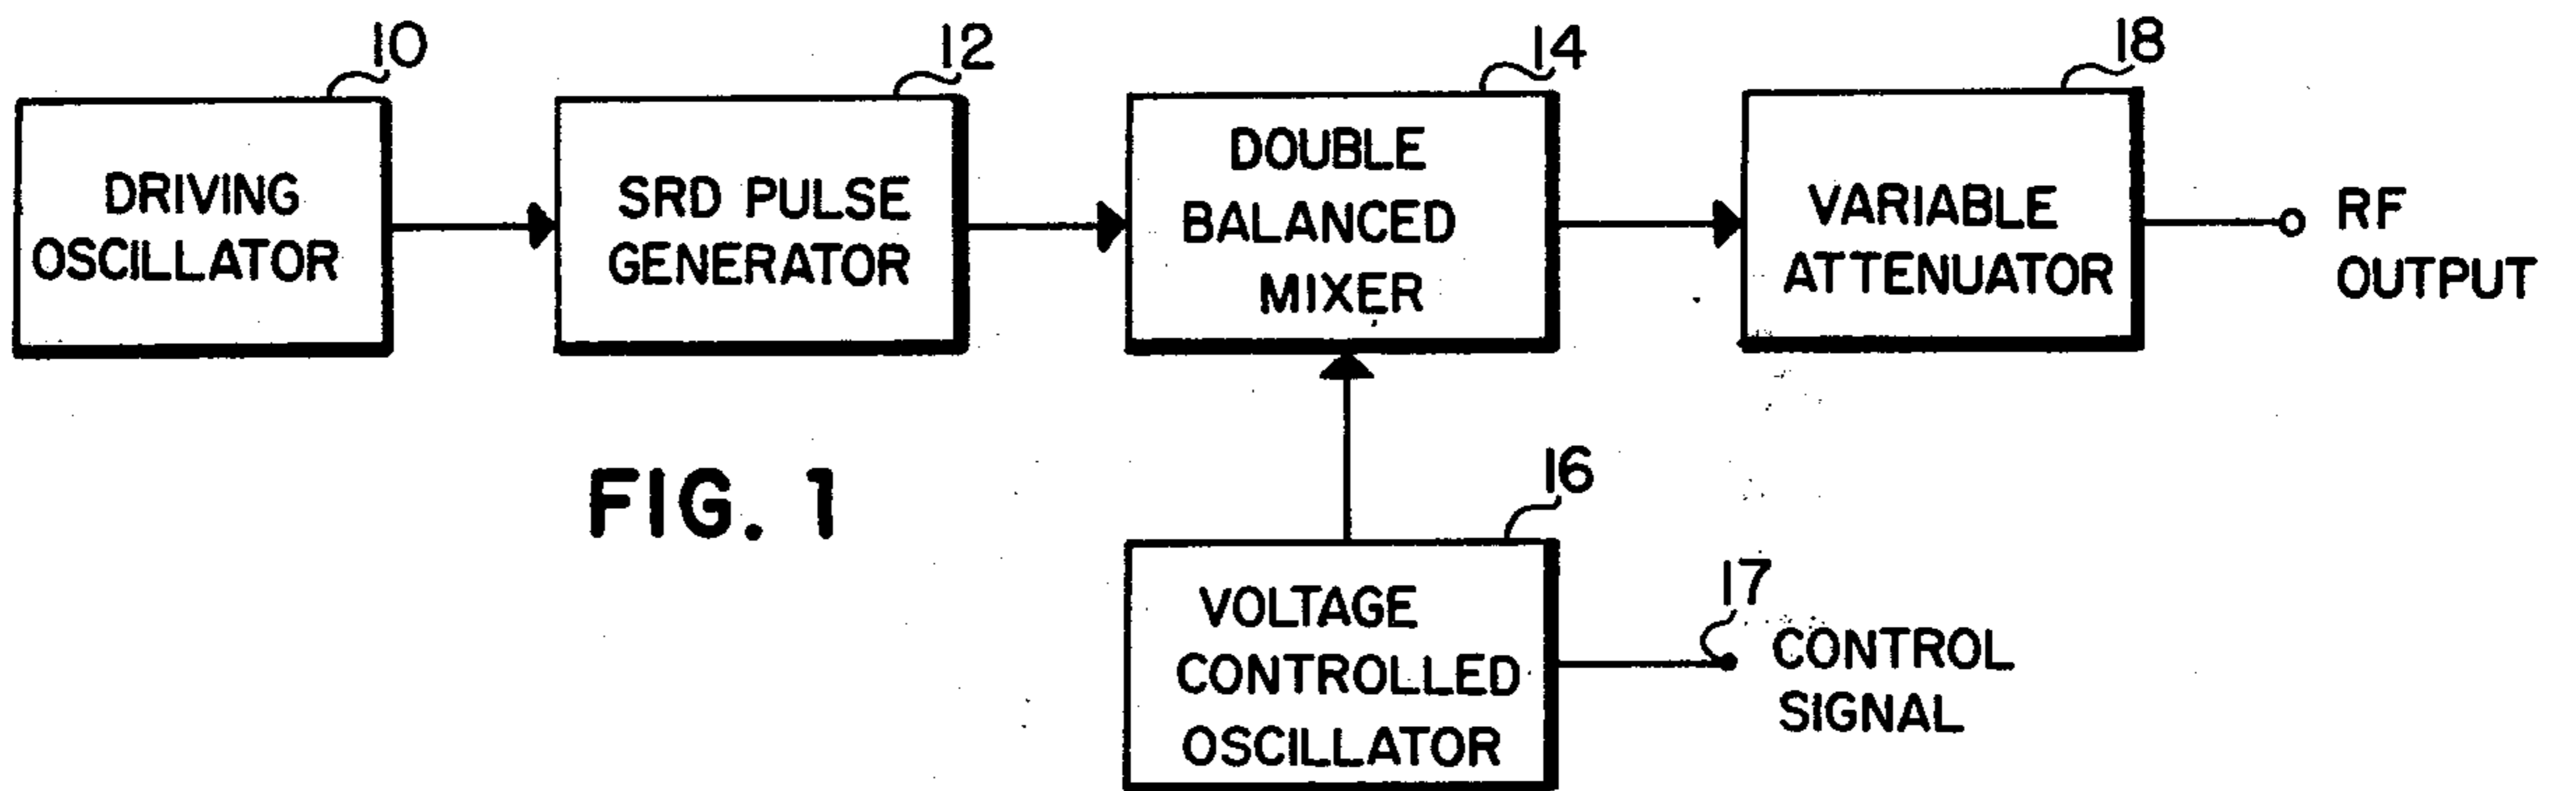 10
DRIVING
OSCILLATOR
12
SRD PULSE
GENERATOR
14
DOUBLE
BALANCED
MIXER
18
VARIABLE
ATTENUATOR
RF
OUTPUT
FIG. 1
16
VOLTAGE
CONTROLLED
OSCILLATOR
17
CONTROL
SIGNAL